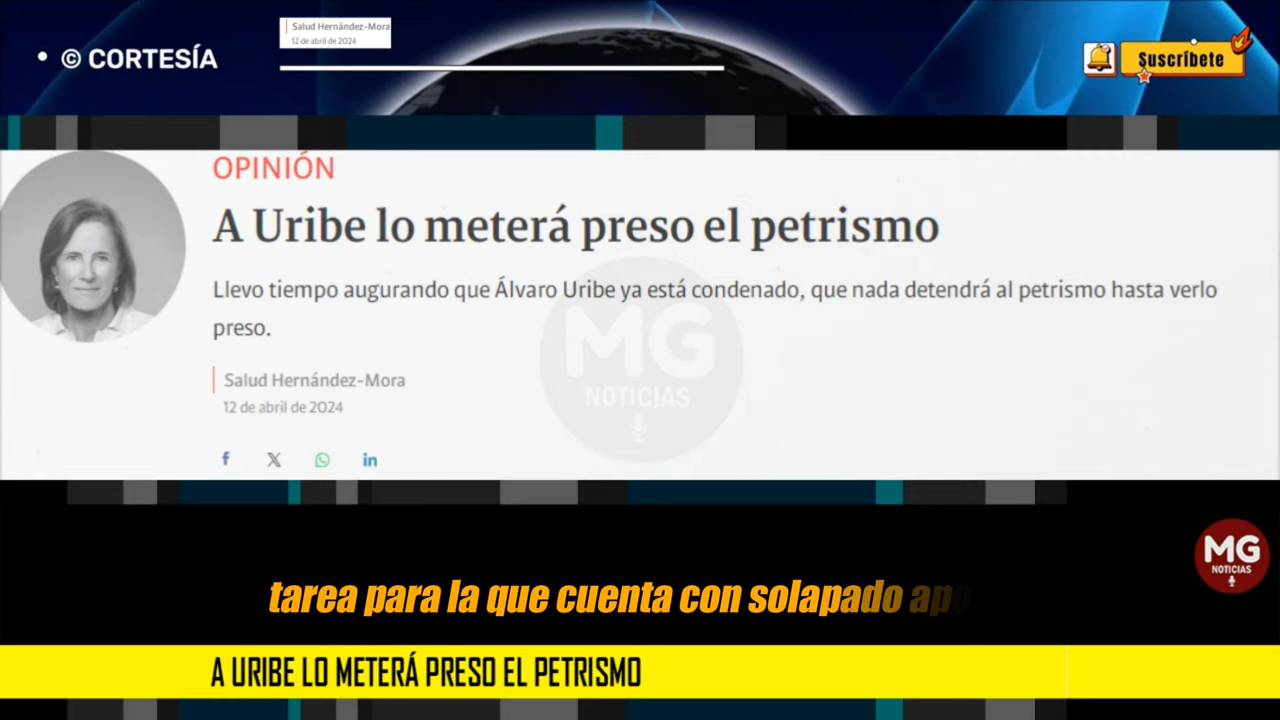 Salud Hernández-Mora
12 de abril de 2024
© CORTESÍA
Suscríbete
OPINIÓN
A Uribe lo meterá preso el petrismo
Llevo tiempo augurando que Álvaro Uribe ya está condenado, que nada detendrá al petrismo hasta verlo
preso.
MG
NOTICIAS
Salud Hernández-Mora
12 de abril de 2024
MG
NOTICIAS
tarea para la que cuenta con solapado apo
A URIBE LO METERÁ PRESO EL PETRISMO